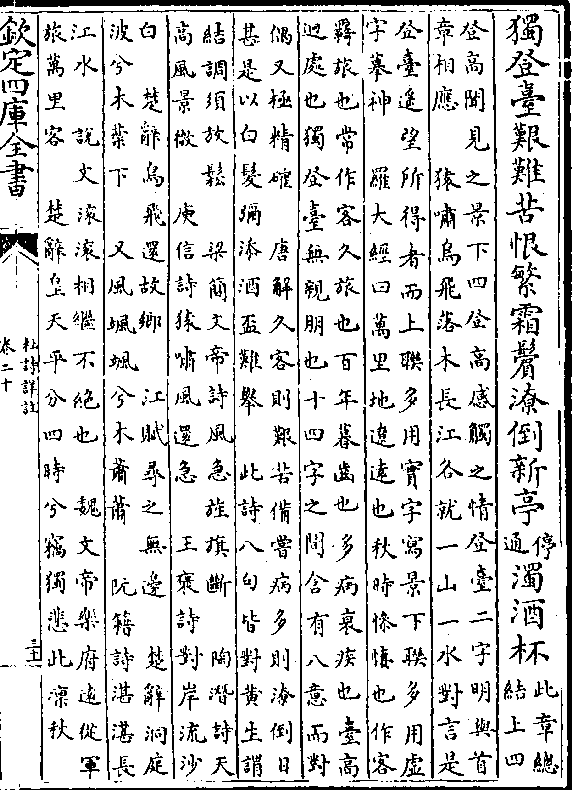 獨登臺艱難苦恨繁霜鬢潦倒新亭停通濁酒杯此章總結上四
登高聞見之景下四登高感觸之情登臺二字明與首
章相應 猿嘯鳥飛落木長江各就一山一水對言是
登臺遙望所得者而上聯多用實字寫景下聯多用虛
字摹神 羅大經曰萬里地遼遠也秋時慘悽也作客
羇旅也常作客久旅也百年暮齒也多病衰疾也臺高
迥處也獨登臺無親朋也十四字之間含有八意而對
偶又極精確 唐解久客則艱苦備嘗病多則潦倒日
甚是以白髮彌添酒盃難舉 此詩八句皆對黄生謂
結調須放鬆 梁簡文帝詩風急旌旗斷 陶潛詩天
高風景徹 庾信詩猿嘯風還急 王褒詩對岸流沙
白 楚辭鳥飛還故鄉 江賦尋之無邊 楚辭洞庭
波兮木葉下 又風颯颯兮木蕭蕭 阮籍詩湛湛長
江水 說文滾滾相繼不絕也 魏文帝樂府遠從軍
旅萬里客 楚辭皇天平分四時兮竊獨悲此凜秋
欽定四庫全書
杜詩詳註
卷二十